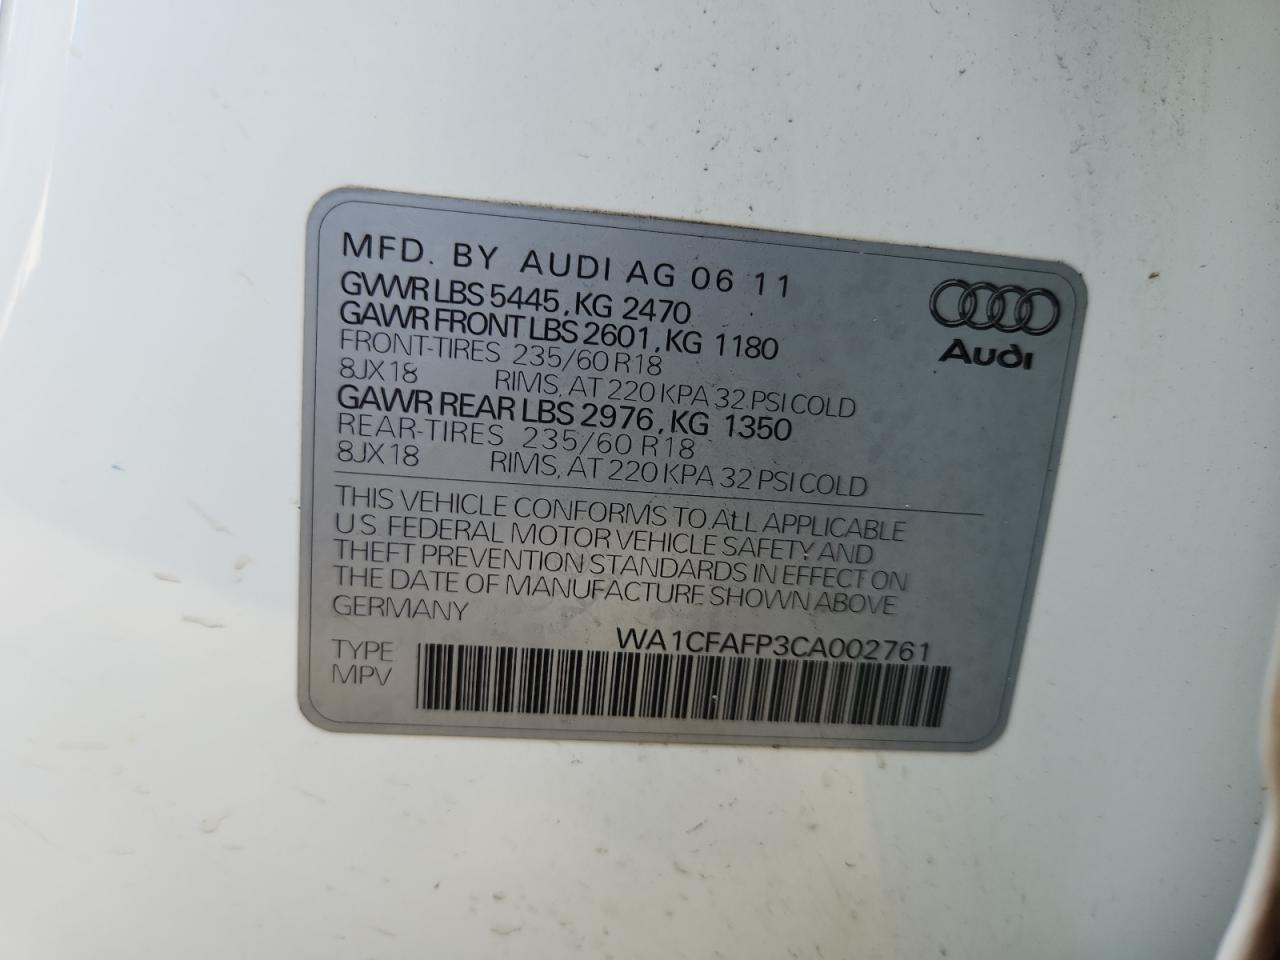 MFD. BY AUDI AG 06 11
GVWR LBS 5445, KG 2470
GAWR FRONT LBS 2601, KG 1180
FRONT-TIRES 235/60 R18
8JX18 RIMS, AT 220 KPA 32 PSI COLD
GAWR REAR LBS 2976, KG 1350
REAR-TIRES 235/60 R18
8JX18 RIMS, AT 220 KPA 32 PSI COLD
Audi
THIS VEHICLE CONFORMS TO ALL APPLICABLE
U.S. FEDERAL MOTOR VEHICLE SAFETY AND
THEFT PREVENTION STANDARDS IN EFFECT ON
THE DATE OF MANUFACTURE SHOWN ABOVE
GERMANY
WA1CFAFP3CA002761
TYPE
MPV